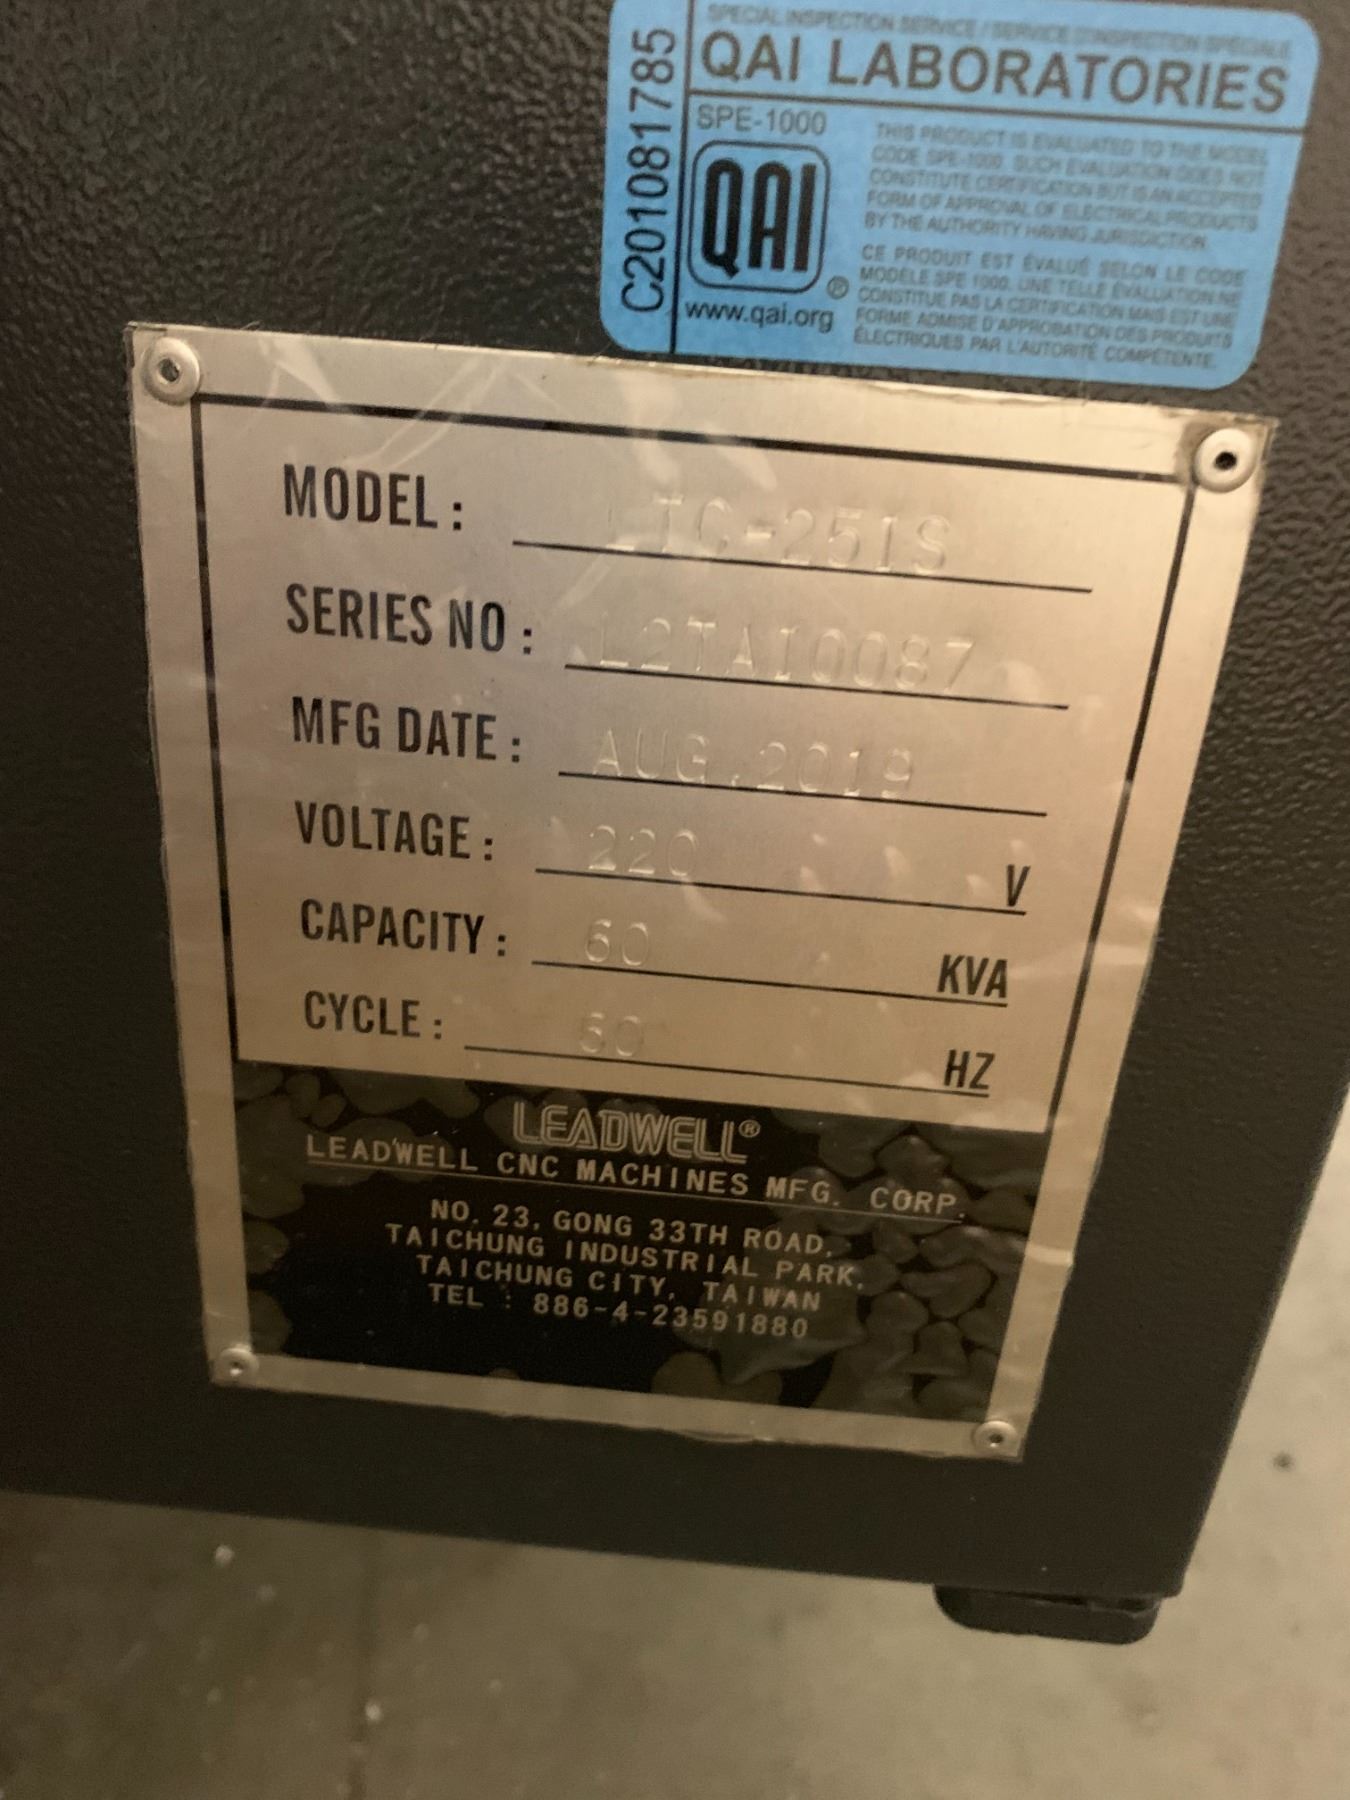 SPECIAL INSPECTION SERVICE / SERVICE D'INSPECTION SPÉCIALE
QAI LABORATORIES
C201081785
SPE-1000
QAI
®
www.qai.org
THIS PRODUCT IS EVALUATED TO THE MODEL
CODE SPE-1000. SUCH EVALUATION DOES NOT
CONSTITUTE CERTIFICATION BUT IS AN ACCEPTED
FORM OF APPROVAL OF ELECTRICAL PRODUCTS
BY THE AUTHORITY HAVING JURISDICTION.
CE PRODUIT EST ÉVALUÉ SELON LE CODE
MODÈLE SPE 1000. UNE TELLE ÉVALUATION NE
CONSTITUE PAS LA CERTIFICATION MAIS EST UNE
FORME ADMISE D'APPROBATION DES PRODUITS
ÉLECTRIQUES PAR L'AUTORITÉ COMPÉTENTE.
MODEL : LTC-25IS
SERIES NO : L2TAI0087
MFG DATE : AUG.2019
VOLTAGE : 220 V
CAPACITY : 60 KVA
CYCLE : 60 HZ
LEADWELL®
LEADWELL CNC MACHINES MFG. CORP.
NO. 23, GONG 33TH ROAD,
TAICHUNG INDUSTRIAL PARK,
TAICHUNG CITY, TAIWAN
TEL : 886-4-23591880